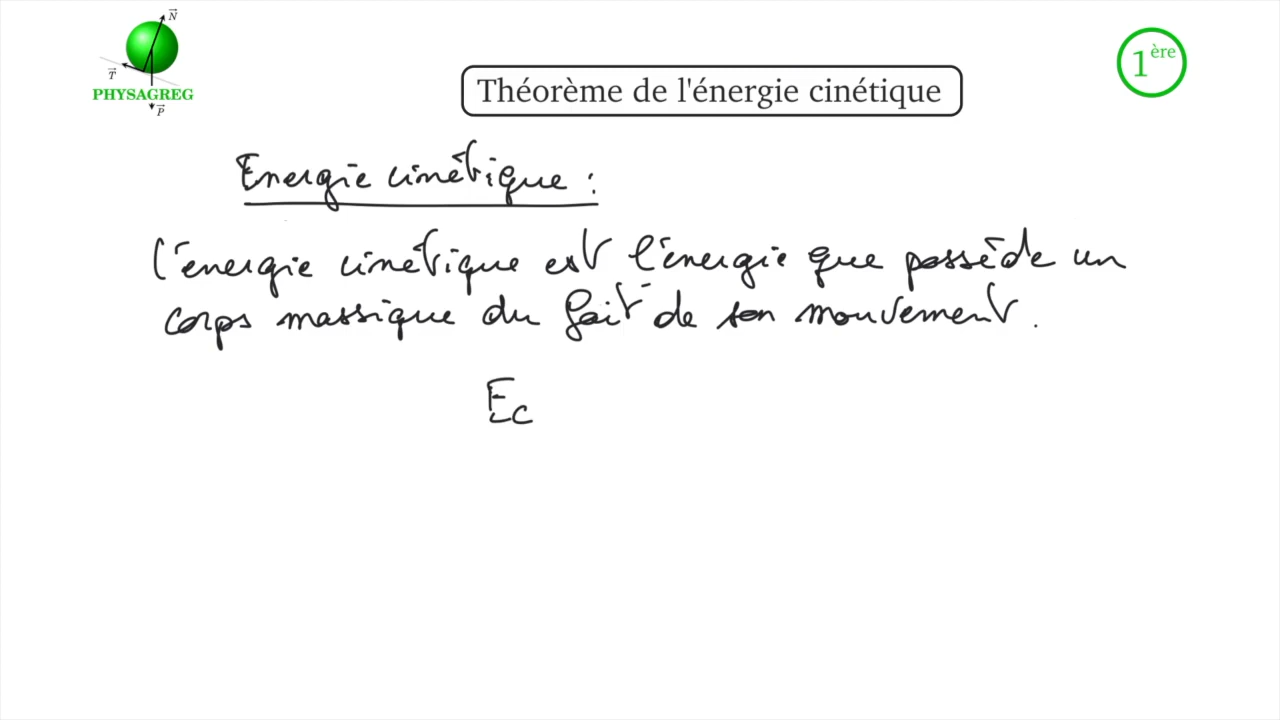 N
T
PHYSAGREG
P
1ère
Théorème de l'énergie cinétique
Energie cinétique :
l'énergie cinétique est l'énergie que possède un
corps massique du fait de son mouvement.
Ec